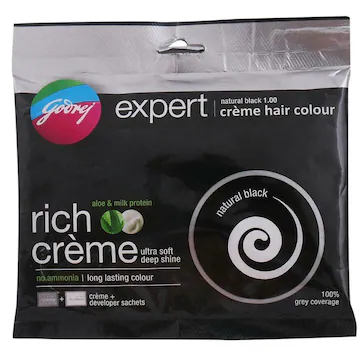 Godrej
expert
natural black 1.00
crème hair colour
aloe & milk protein
rich
crème
ultra soft
deep shine
no ammonia | long lasting colour
+
crème +
developer sachets
natural black
100%
grey coverage